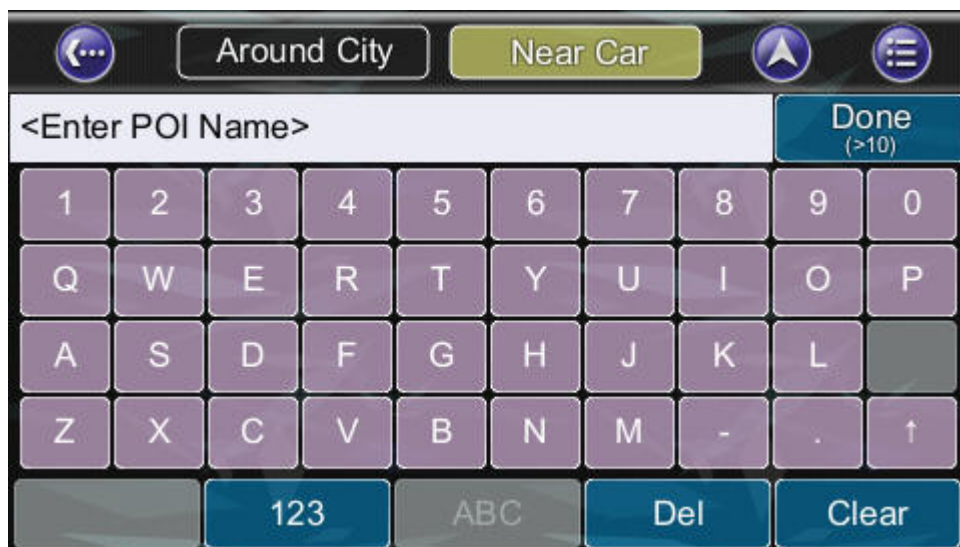 Around City Near Car
<Enter POI Name> Done
(>10)
1 2 3 4 5 6 7 8 9 0
Q W E R T Y U I O P
A S D F G H J K L
Z X C V B N M - . ↑
123 ABC Del Clear